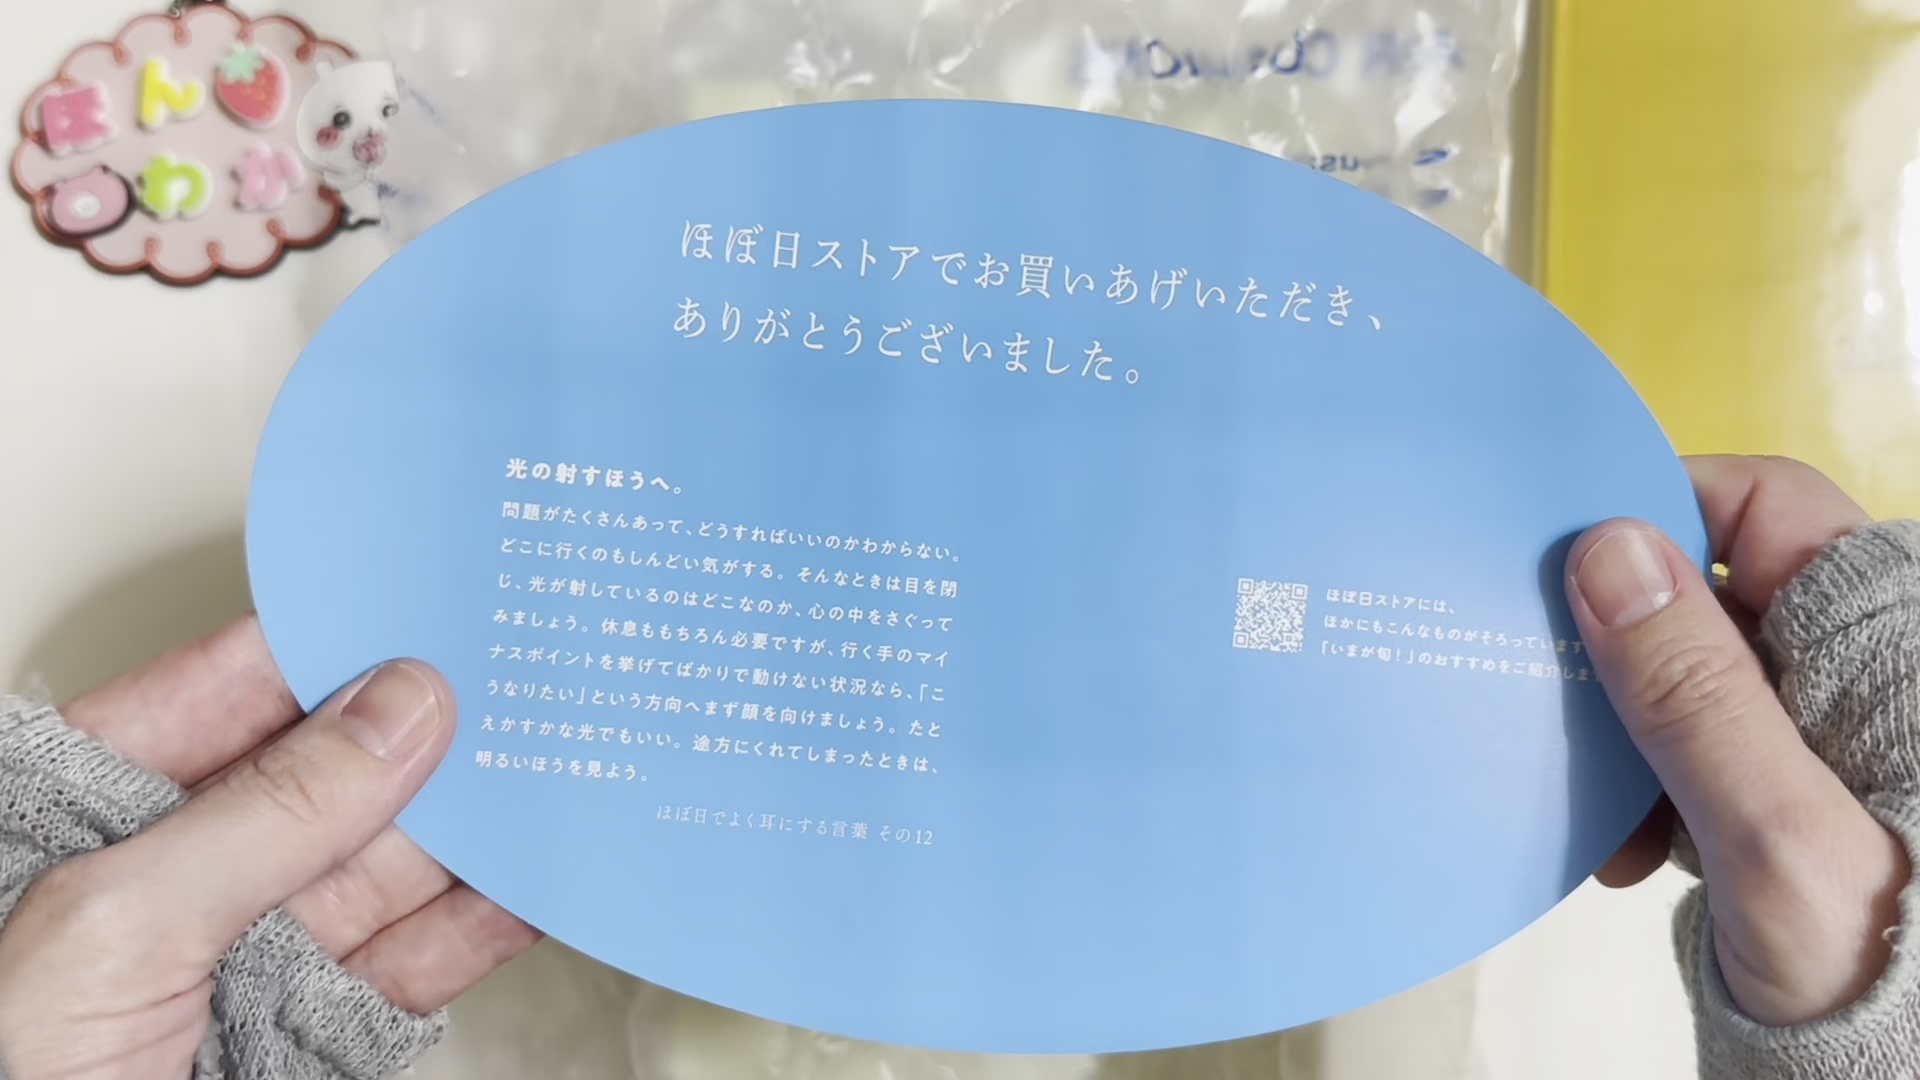 ほんわか
ほぼ日ストアでお買いあげいただき、
ありがとうございました。
光の射すほうへ。
問題がたくさんあって、どうすればいいのかわからない。
どこに行くのもしんどい気がする。そんなときは目を閉
じ、光が射しているのはどこなのか、心の中をさぐって
みましょう。休息ももちろん必要ですが、行く手のマイ
ナスポイントを挙げてばかりで動けない状況なら、「こ
うなりたい」という方向へまず顔を向けましょう。たと
えかすかな光でもいい。途方にくれてしまったときは、
明るいほうを見よう。
ほぼ日でよく耳にする言葉 その12
ほぼ日ストアには、
ほかにもこんなものがそろっています
「いまが旬!」のおすすめをご紹介しま